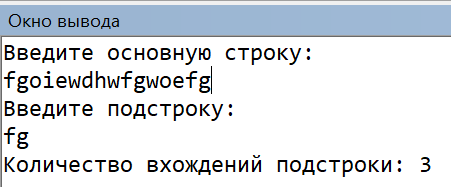 Окно вывода
Введите основную строку:
fgoiewdhwfgwoefg
Введите подстроку:
fg
Количество вхождений подстроки: 3